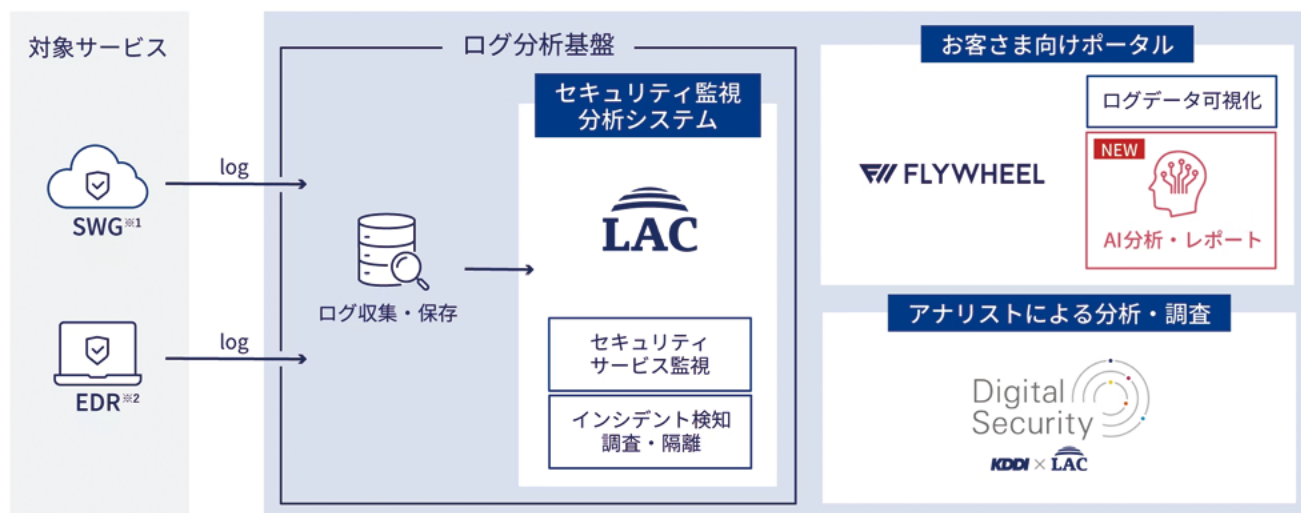 対象サービス
log
SWG※1
log
EDR※2
ログ分析基盤
ログ収集・保存
セキュリティ監視
分析システム
LAC
セキュリティ
サービス監視
インシデント検知
調査・隔離
お客さま向けポータル
FLYWHEEL
ログデータ可視化
NEW
AI分析・レポート
アナリストによる分析・調査
Digital
Security
KDDI × LAC